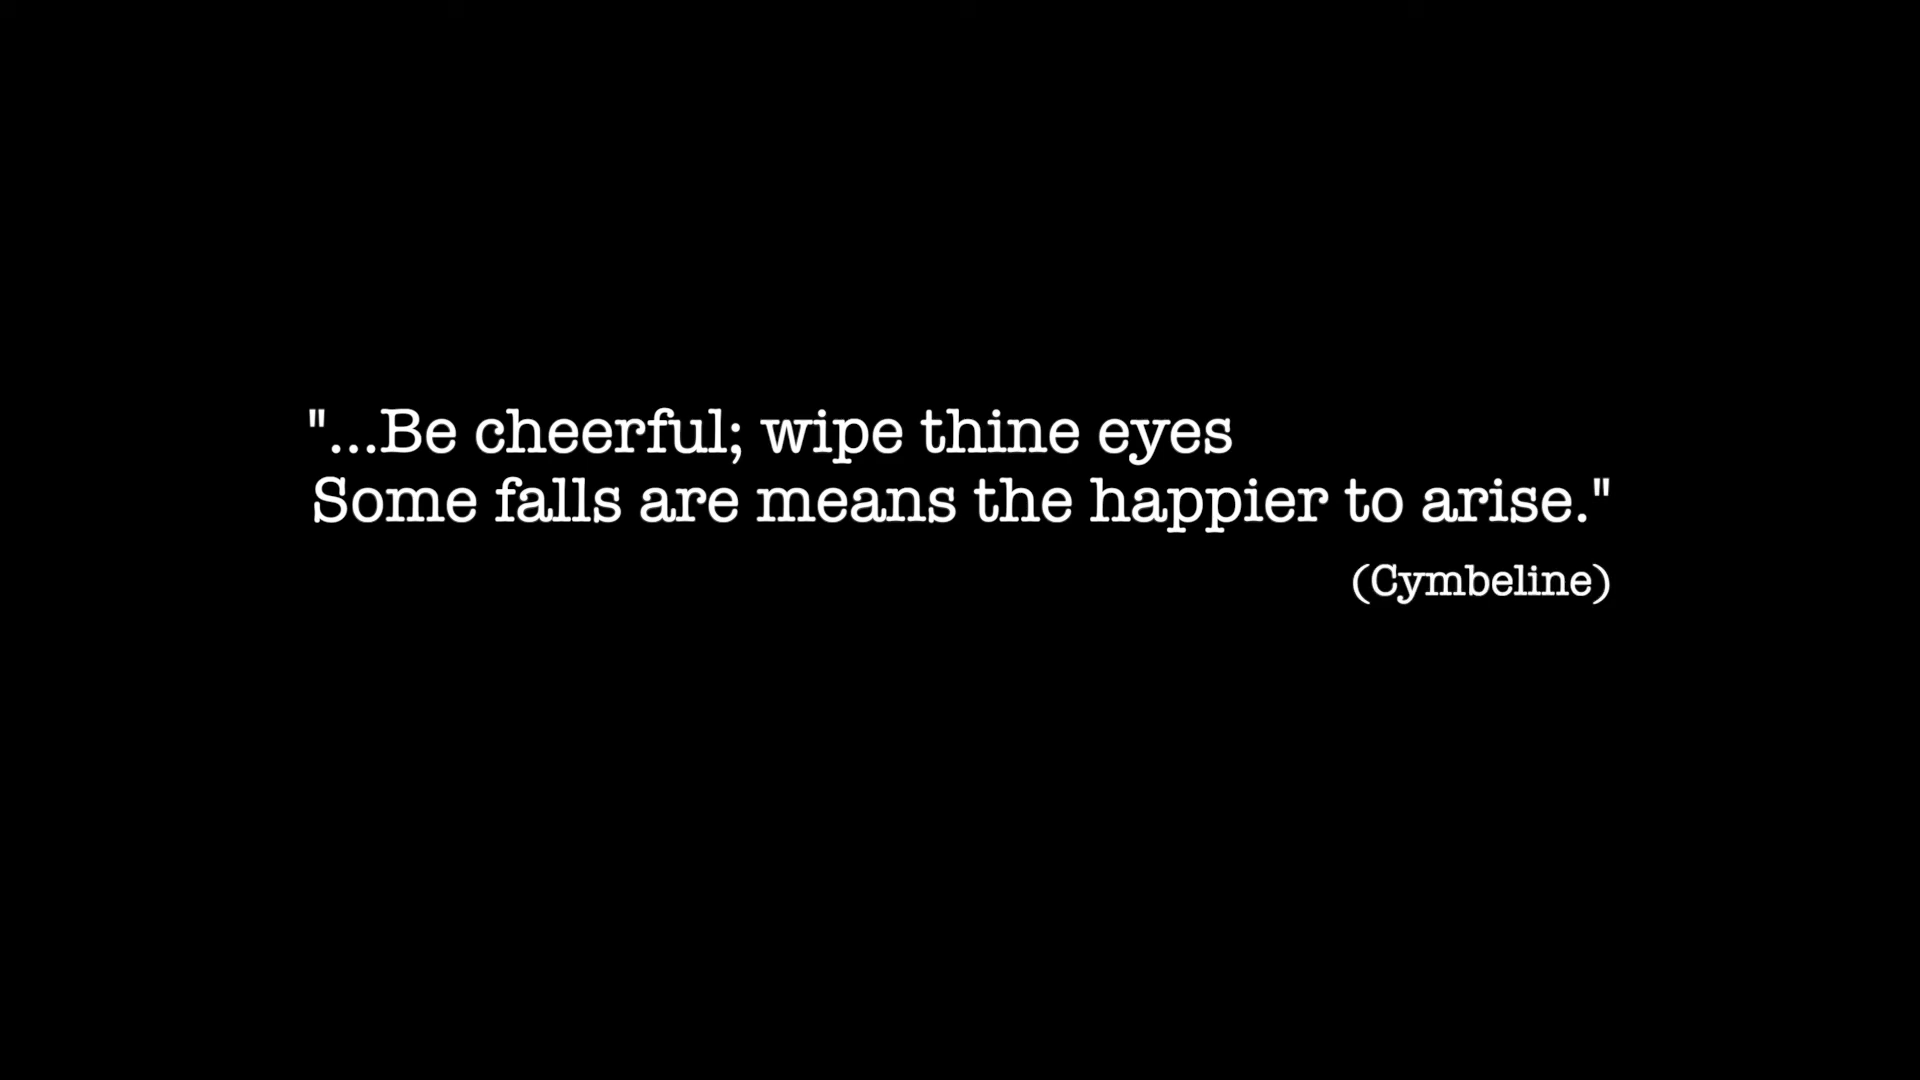 "...Be cheerful; wipe thine eyes
Some falls are means the happier to arise."
(Cymbeline)